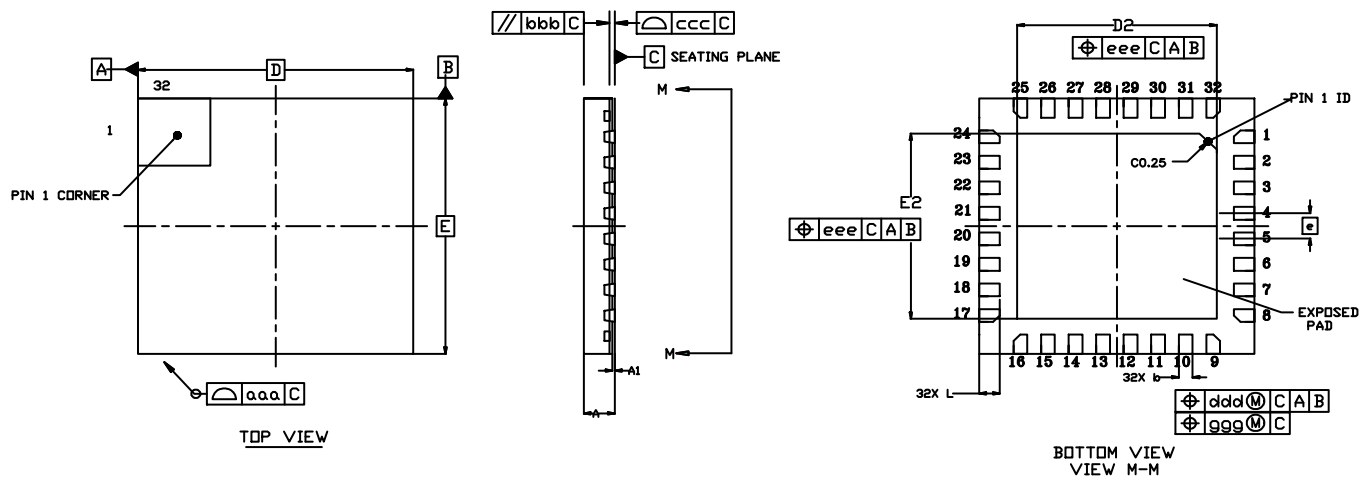 // bbb C
⌓ ccc C
C SEATING PLANE
A
D
B
32
1
PIN 1 CORNER
E
⌓ aaa C
TOP VIEW
M
M
A1
A
D2
⌖ eee C A B
25 26 27 28 29 30 31 32
PIN 1 ID
24
23
22
21
20
19
18
17
1
2
3
4
5
6
7
8
C0.25
E2
⌖ eee C A B
e
EXPOSED
PAD
16 15 14 13 12 11 10 9
32X b
32X L
⌖ ddd Ⓜ C A B
⌖ ggg Ⓜ C
BOTTOM VIEW
VIEW M-M